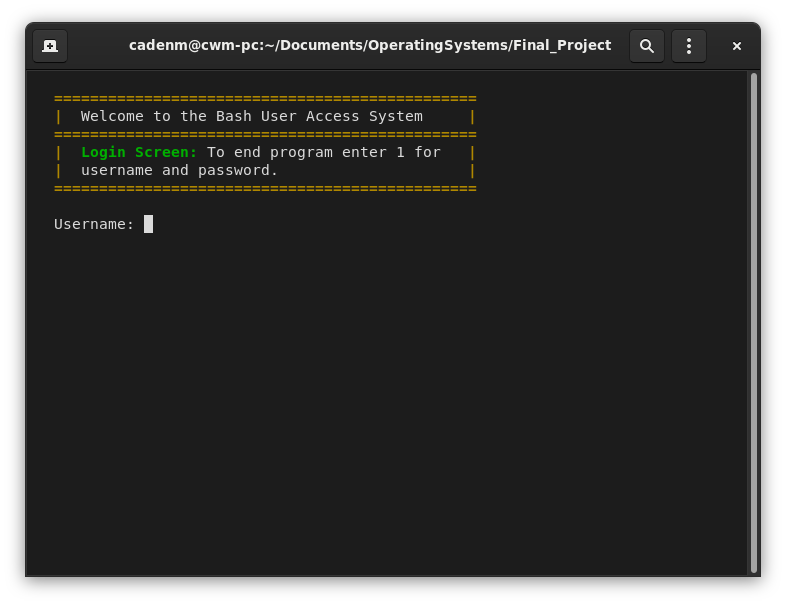 cadenm@cwm-pc:~/Documents/OperatingSystems/Final_Project
===============================================
|  Welcome to the Bash User Access System     |
===============================================
|  Login Screen: To end program enter 1 for   |
|  username and password.                     |
===============================================
Username: